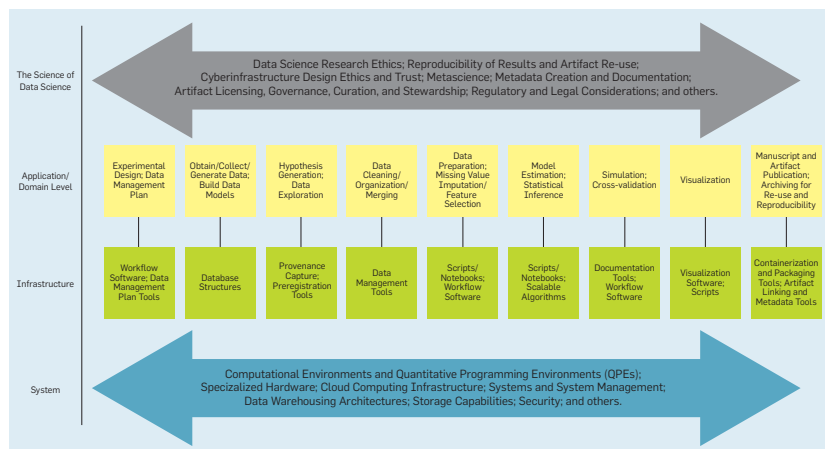 The Science of
Data Science
Data Science Research Ethics; Reproducibility of Results and Artifact Re-use;
Cyberinfrastructure Design Ethics and Trust; Metascience; Metadata Creation and Documentation;
Artifact Licensing, Governance, Curation, and Stewardship; Regulatory and Legal Considerations; and others.
Application/
Domain Level
Experimental
Design; Data
Management
Plan
Obtain/Collect/
Generate Data;
Build Data
Models
Hypothesis
Generation;
Data
Exploration
Data
Cleaning/
Organization/
Merging
Data
Preparation;
Missing Value
Imputation/
Feature
Selection
Model
Estimation;
Statistical
Inference
Simulation;
Cross-validation
Visualization
Manuscript and
Artifact
Publication;
Archiving for
Re-use and
Reproducibility
Infrastructure
Workflow
Software; Data
Management
Plan Tools
Database
Structures
Provenance
Capture;
Preregistration
Tools
Data
Management
Tools
Scripts/
Notebooks;
Workflow
Software
Scripts/
Notebooks;
Scalable
Algorithms
Documentation
Tools; Workflow
Software
Visualization
Software;
Scripts
Containerization
and Packaging
Tools; Artifact
Linking and
Metadata Tools
System
Computational Environments and Quantitative Programming Environments (QPEs);
Specizalized Hardware; Cloud Computing Infrastructure; Systems and System Management;
Data Warehousing Architectures; Storage Capabilities; Security; and others.